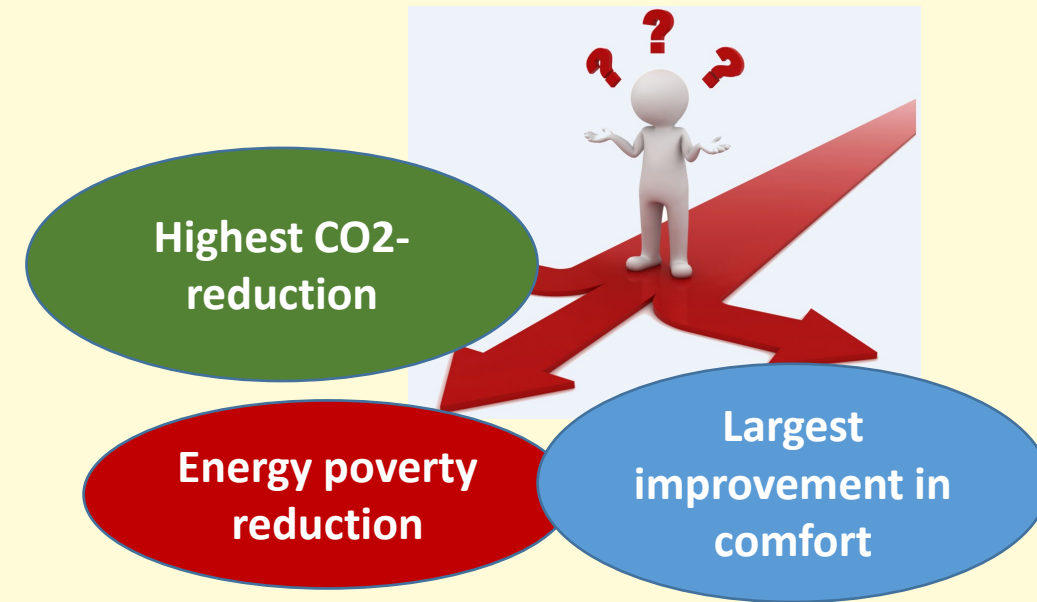 ? ? ?
Highest CO2-
reduction
Energy poverty
reduction
Largest
improvement in
comfort